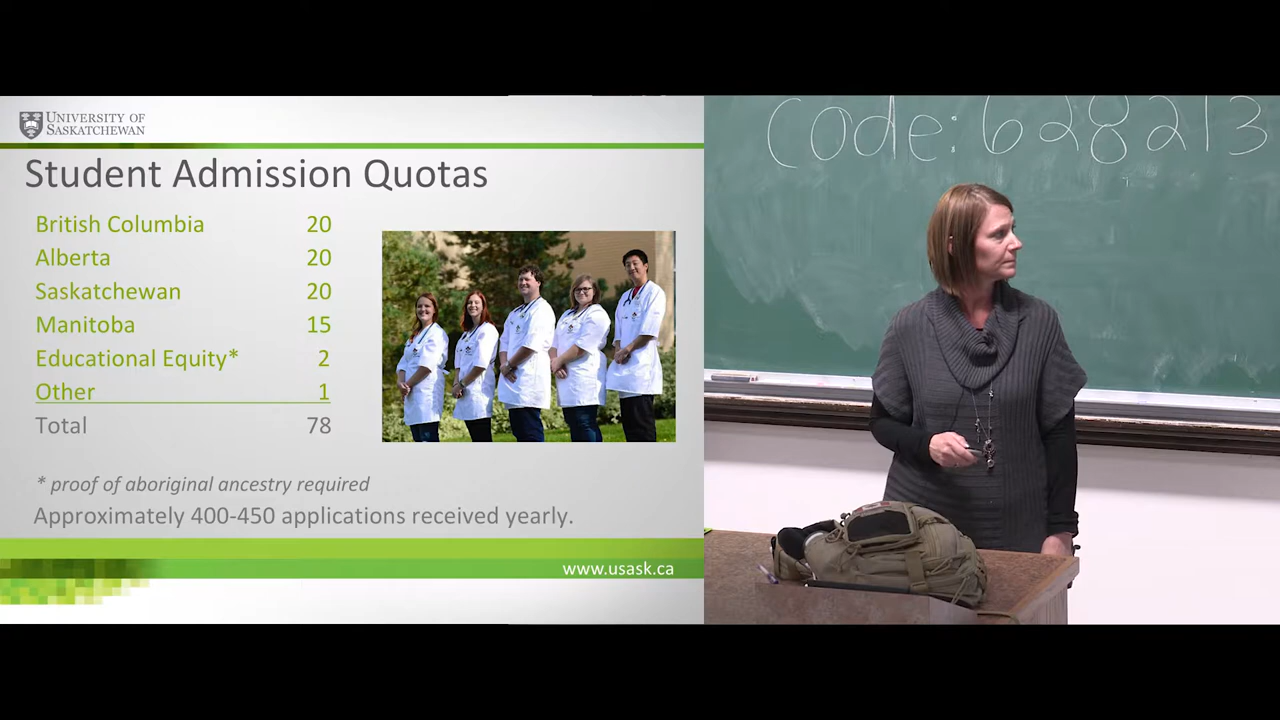 UNIVERSITY OF
SASKATCHEWAN
Student Admission Quotas
British Columbia 20
Alberta 20
Saskatchewan 20
Manitoba 15
Educational Equity* 2
Other 1
Total 78
* proof of aboriginal ancestry required
Approximately 400-450 applications received yearly.
www.usask.ca
Code: 628213